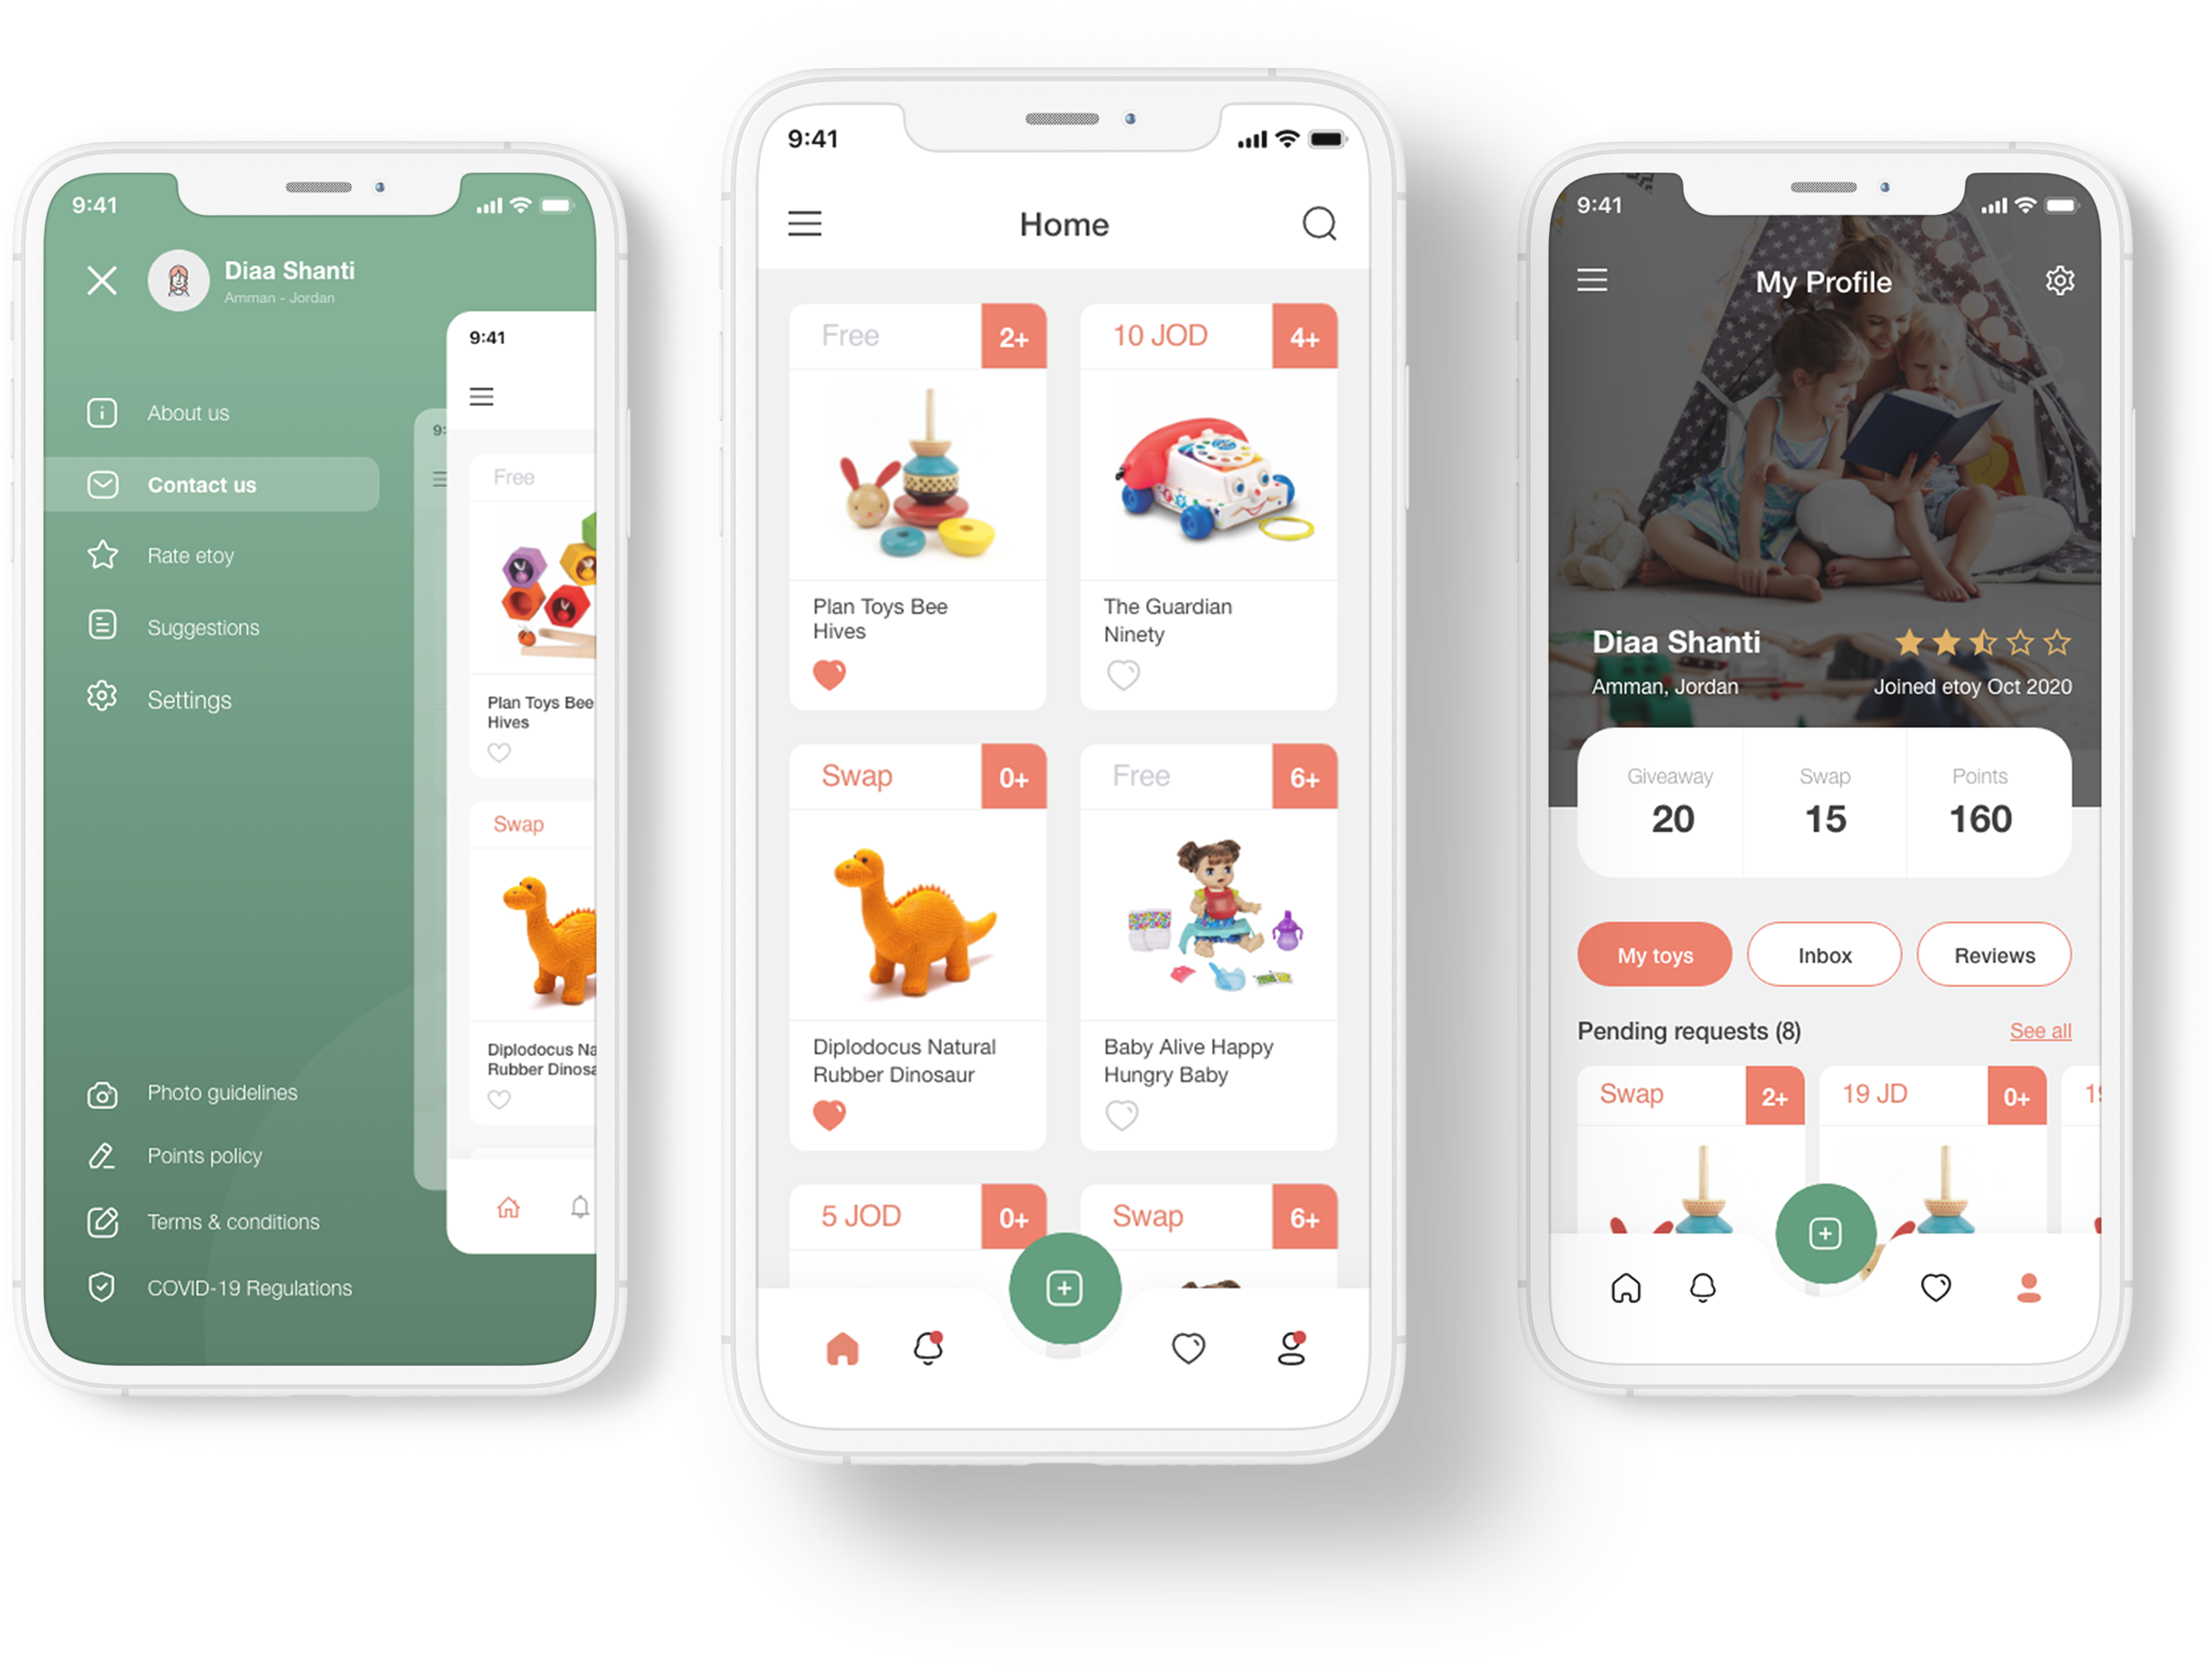 9:41
Diaa Shanti
Amman - Jordan
About us
Contact us
Rate etoy
Suggestions
Settings
Photo guidelines
Points policy
Terms & conditions
COVID-19 Regulations
9:
9:41
Free
Plan Toys Bee
Hives
Swap
Diplodocus Na
Rubber Dinosa
9:41
Home
Free
2+
10 JOD
4+
Plan Toys Bee
Hives
The Guardian
Ninety
Swap
0+
Free
6+
Diplodocus Natural
Rubber Dinosaur
Baby Alive Happy
Hungry Baby
5 JOD
0+
Swap
6+
9:41
My Profile
Diaa Shanti
Amman, Jordan
Joined etoy Oct 2020
Giveaway
20
Swap
15
Points
160
My toys
Inbox
Reviews
Pending requests (8)
See all
Swap
2+
19 JD
0+